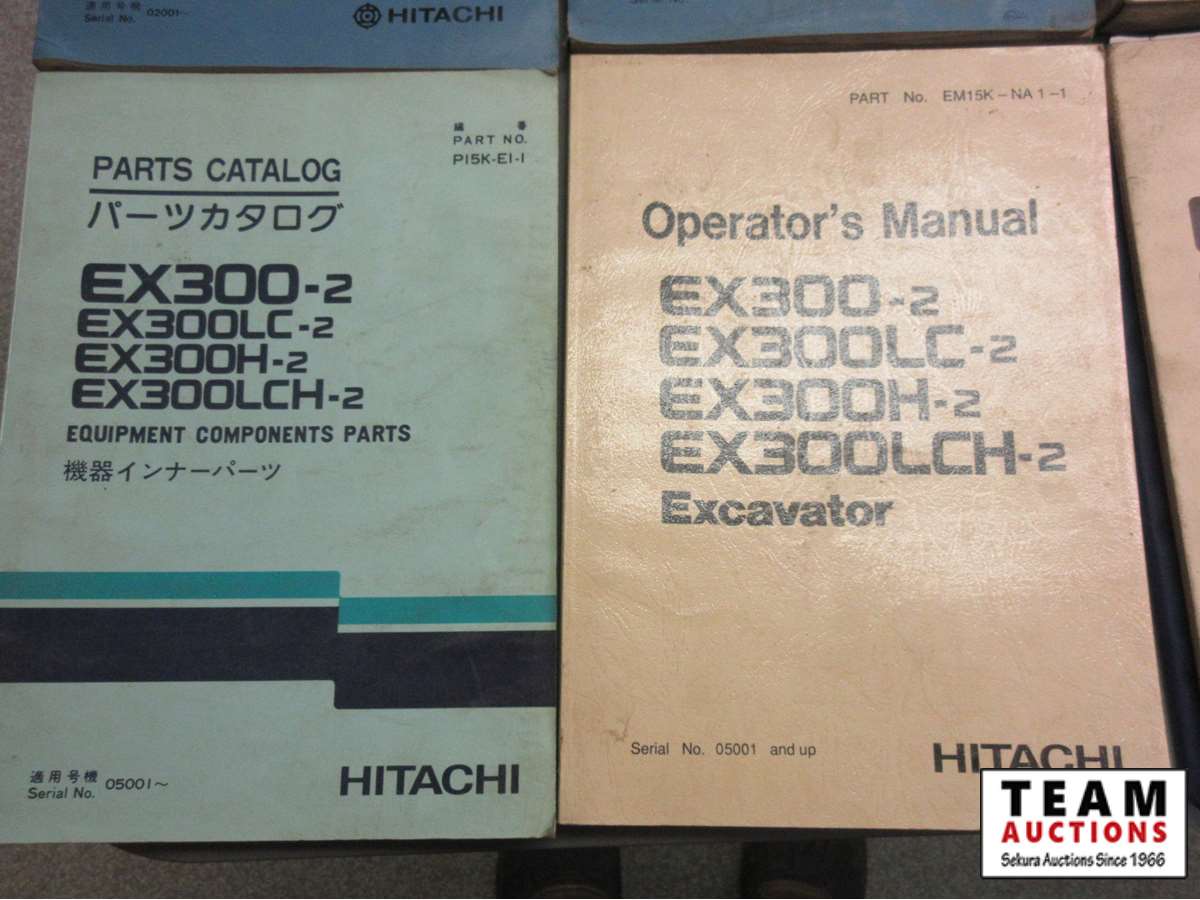 適用号機
Serial No. 02001~
HITACHI
編 番
PART NO.
P15K-E1-1
PARTS CATALOG
パーツカタログ
EX300-2
EX300LC-2
EX300H-2
EX300LCH-2
EQUIPMENT COMPONENTS PARTS
機器インナーパーツ
適用号機
Serial No. 05001~
HITACHI
PART No. EM15K-NA1-1
Operator's Manual
EX300-2
EX300LC-2
EX300H-2
EX300LCH-2
Excavator
Serial No. 05001 and up
HITACHI
TEAM
AUCTIONS
Sekura Auctions Since 1966